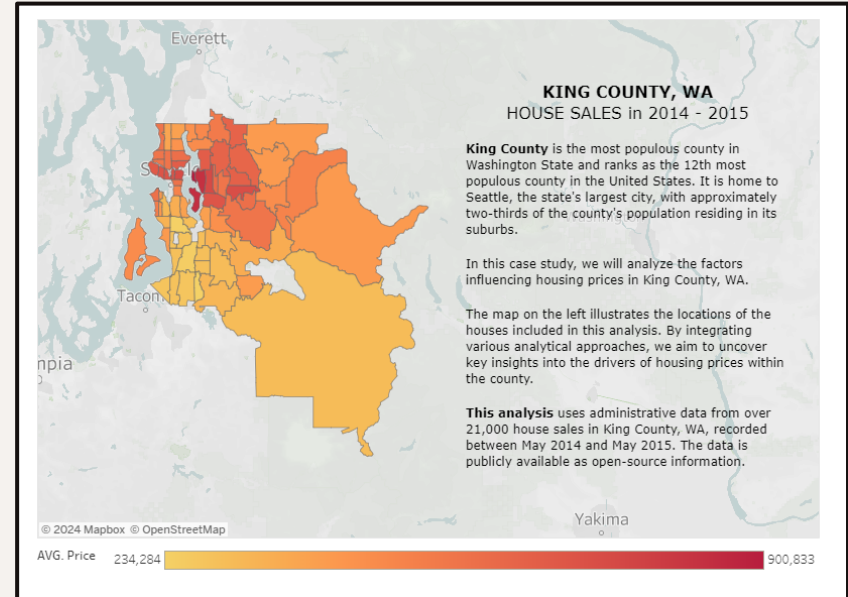 Everett
KING COUNTY, WA
HOUSE SALES in 2014 - 2015
King County is the most populous county in
Washington State and ranks as the 12th most
populous county in the United States. It is home to
Seattle, the state's largest city, with approximately
two-thirds of the county's population residing in its
suburbs.
In this case study, we will analyze the factors
influencing housing prices in King County, WA.
The map on the left illustrates the locations of the
houses included in this analysis. By integrating
various analytical approaches, we aim to uncover
key insights into the drivers of housing prices within
the county.
This analysis uses administrative data from over
21,000 house sales in King County, WA, recorded
between May 2014 and May 2015. The data is
publicly available as open-source information.
Tacom
mpia
Yakima
© 2024 Mapbox © OpenStreetMap
AVG. Price 234,284 900,833